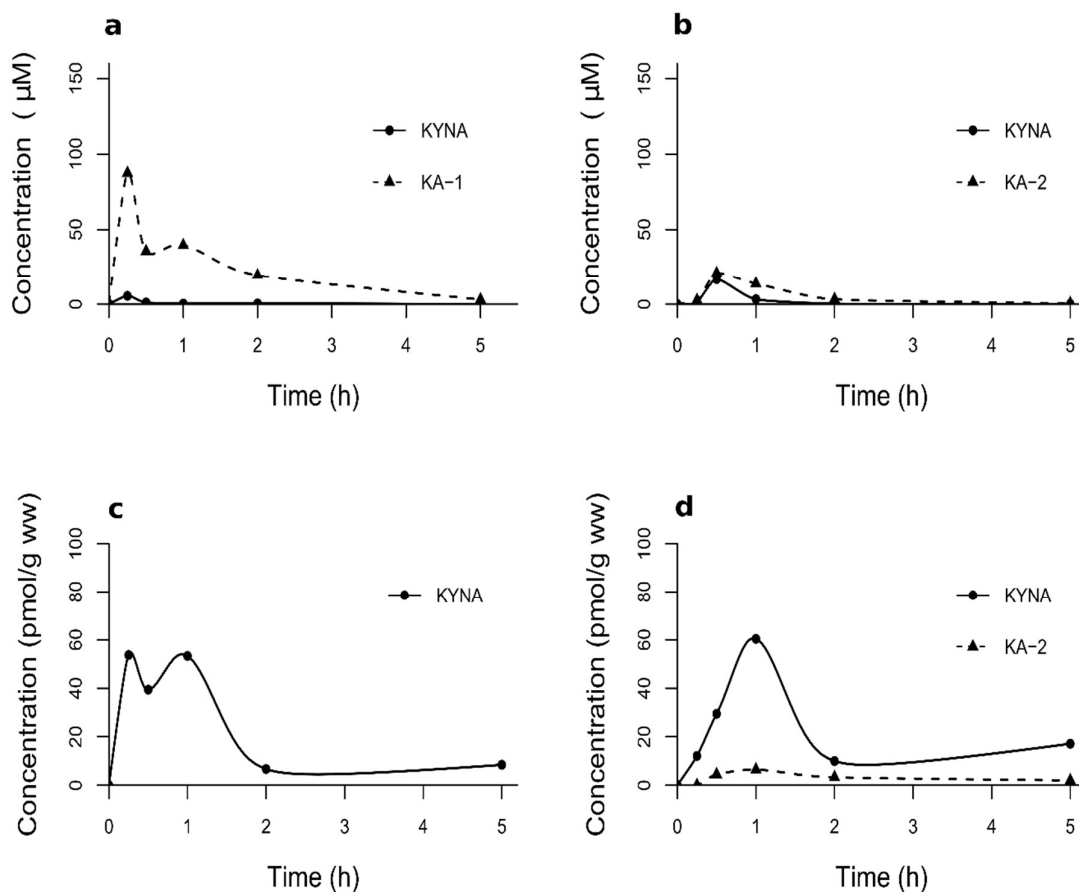 a
Concentration ( µM)
150
100
50
0
KYNA
KA-1
0 1 2 3 4 5
Time (h)
b
Concentration ( µM)
150
100
50
0
KYNA
KA-2
0 1 2 3 4 5
Time (h)
c
Concentration (pmol/g ww)
100
80
60
40
20
0
KYNA
0 1 2 3 4 5
Time (h)
d
Concentration (pmol/g ww)
100
80
60
40
20
0
KYNA
KA-2
0 1 2 3 4 5
Time (h)